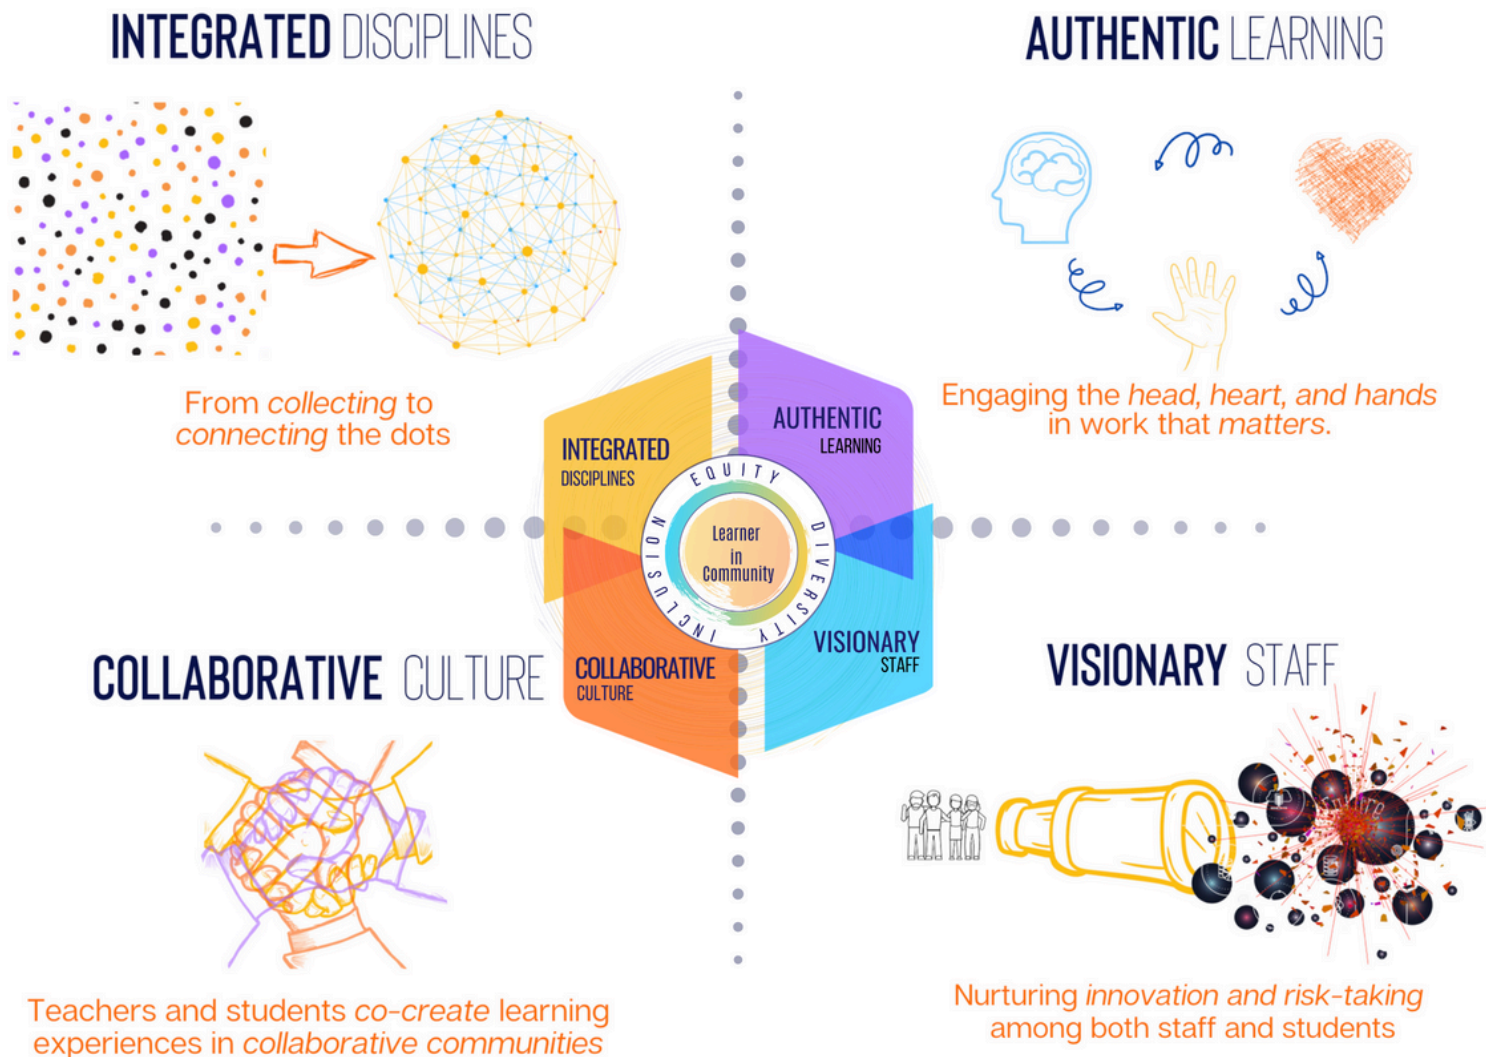 INTEGRATED DISCIPLINES
AUTHENTIC LEARNING
From collecting to
connecting the dots
Engaging the head, heart, and hands
in work that matters.
INTEGRATED
DISCIPLINES
AUTHENTIC
LEARNING
EQUITY
DIVERSITY
INCLUSION
Learner
in
Community
COLLABORATIVE
CULTURE
VISIONARY
STAFF
COLLABORATIVE CULTURE
VISIONARY STAFF
Teachers and students co-create learning
experiences in collaborative communities
Nurturing innovation and risk-taking
among both staff and students